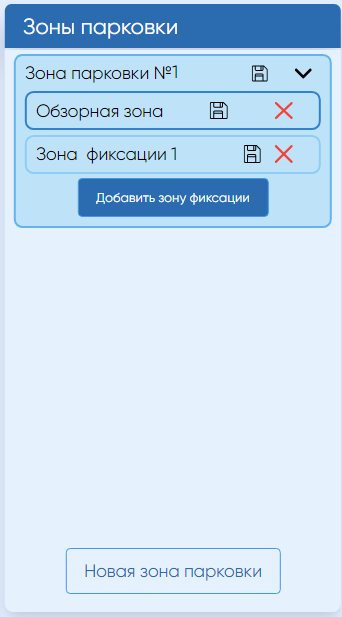 Зоны парковки
Зона парковки №1
Обзорная зона
Зона фиксации 1
Добавить зону фиксации
Новая зона парковки